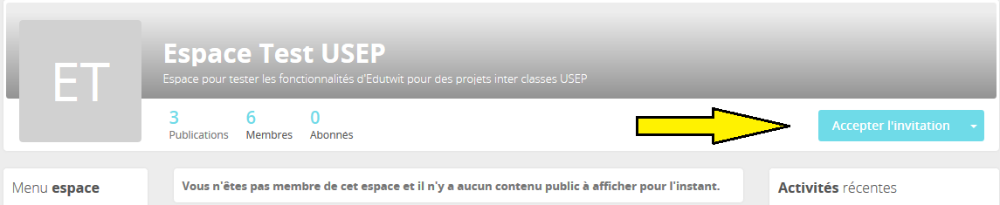 ET
Espace Test USEP
Espace pour tester les fonctionnalités d'Edutwit pour des projets inter classes USEP
3 6 0
Publications Membres Abonnés
Accepter l'invitation
Menu espace
Vous n'êtes pas membre de cet espace et il n'y a aucun contenu public à afficher pour l'instant.
Activités récentes